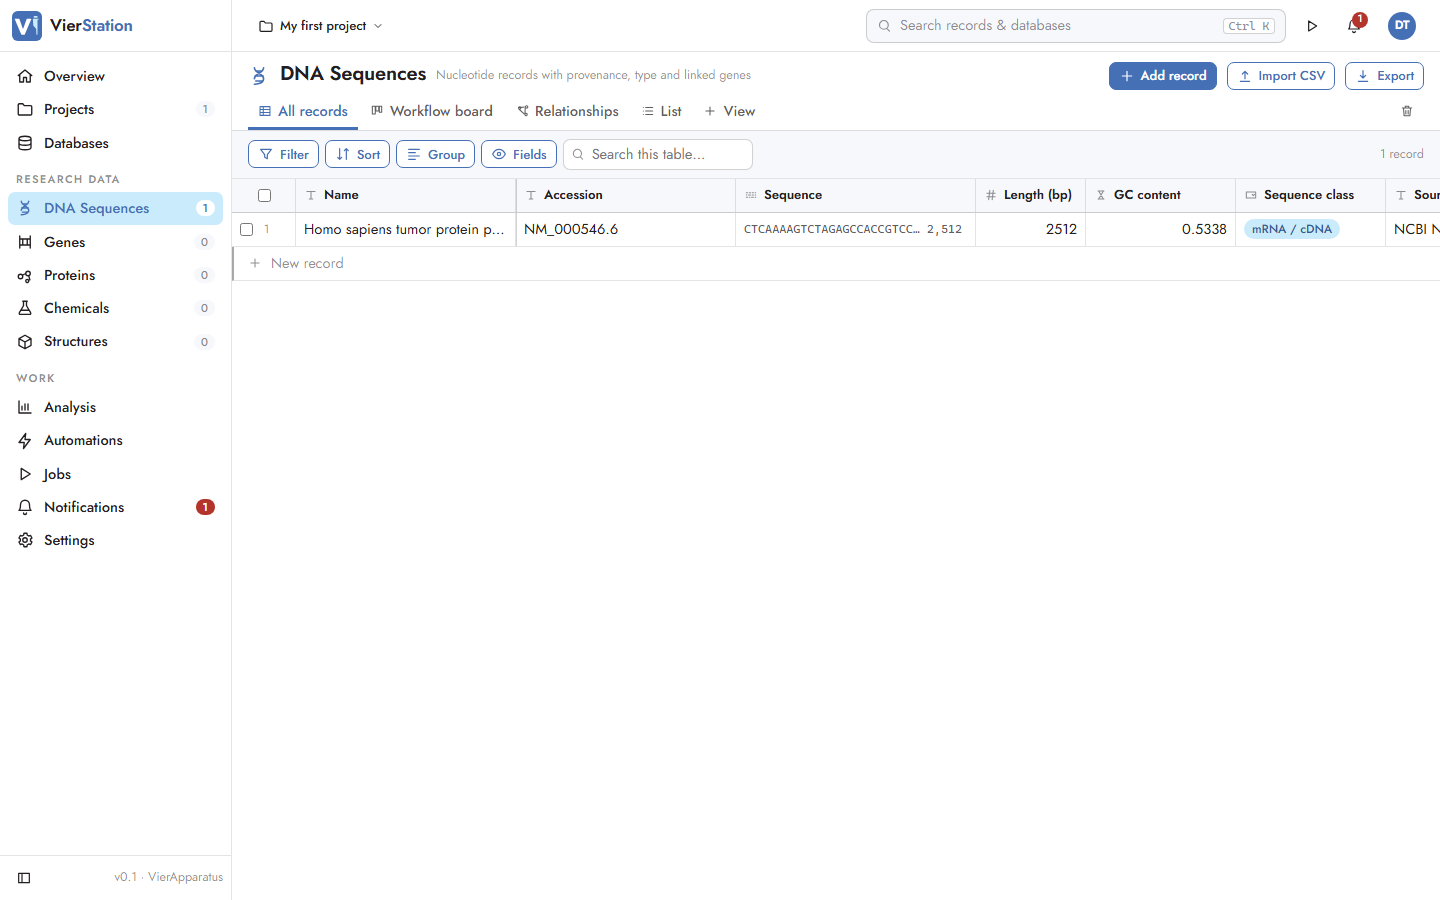 VierStation
My first project
Search records & databases
Ctrl K
1
DT
Overview
Projects 1
Databases
RESEARCH DATA
DNA Sequences 1
Genes 0
Proteins 0
Chemicals 0
Structures 0
WORK
Analysis
Automations
Jobs
Notifications 1
Settings
v0.1 · VierApparatus
DNA Sequences Nucleotide records with provenance, type and linked genes
Add record Import CSV Export
All records Workflow board Relationships List + View
Filter Sort Group Fields Search this table... 1 record
Name Accession Sequence # Length (bp) GC content Sequence class Sour
1 Homo sapiens tumor protein p... NM_000546.6 CTCAAAAGTCTAGAGCCACCGTCC… 2,512 2512 0.5338 mRNA / cDNA NCBI N
+ New record